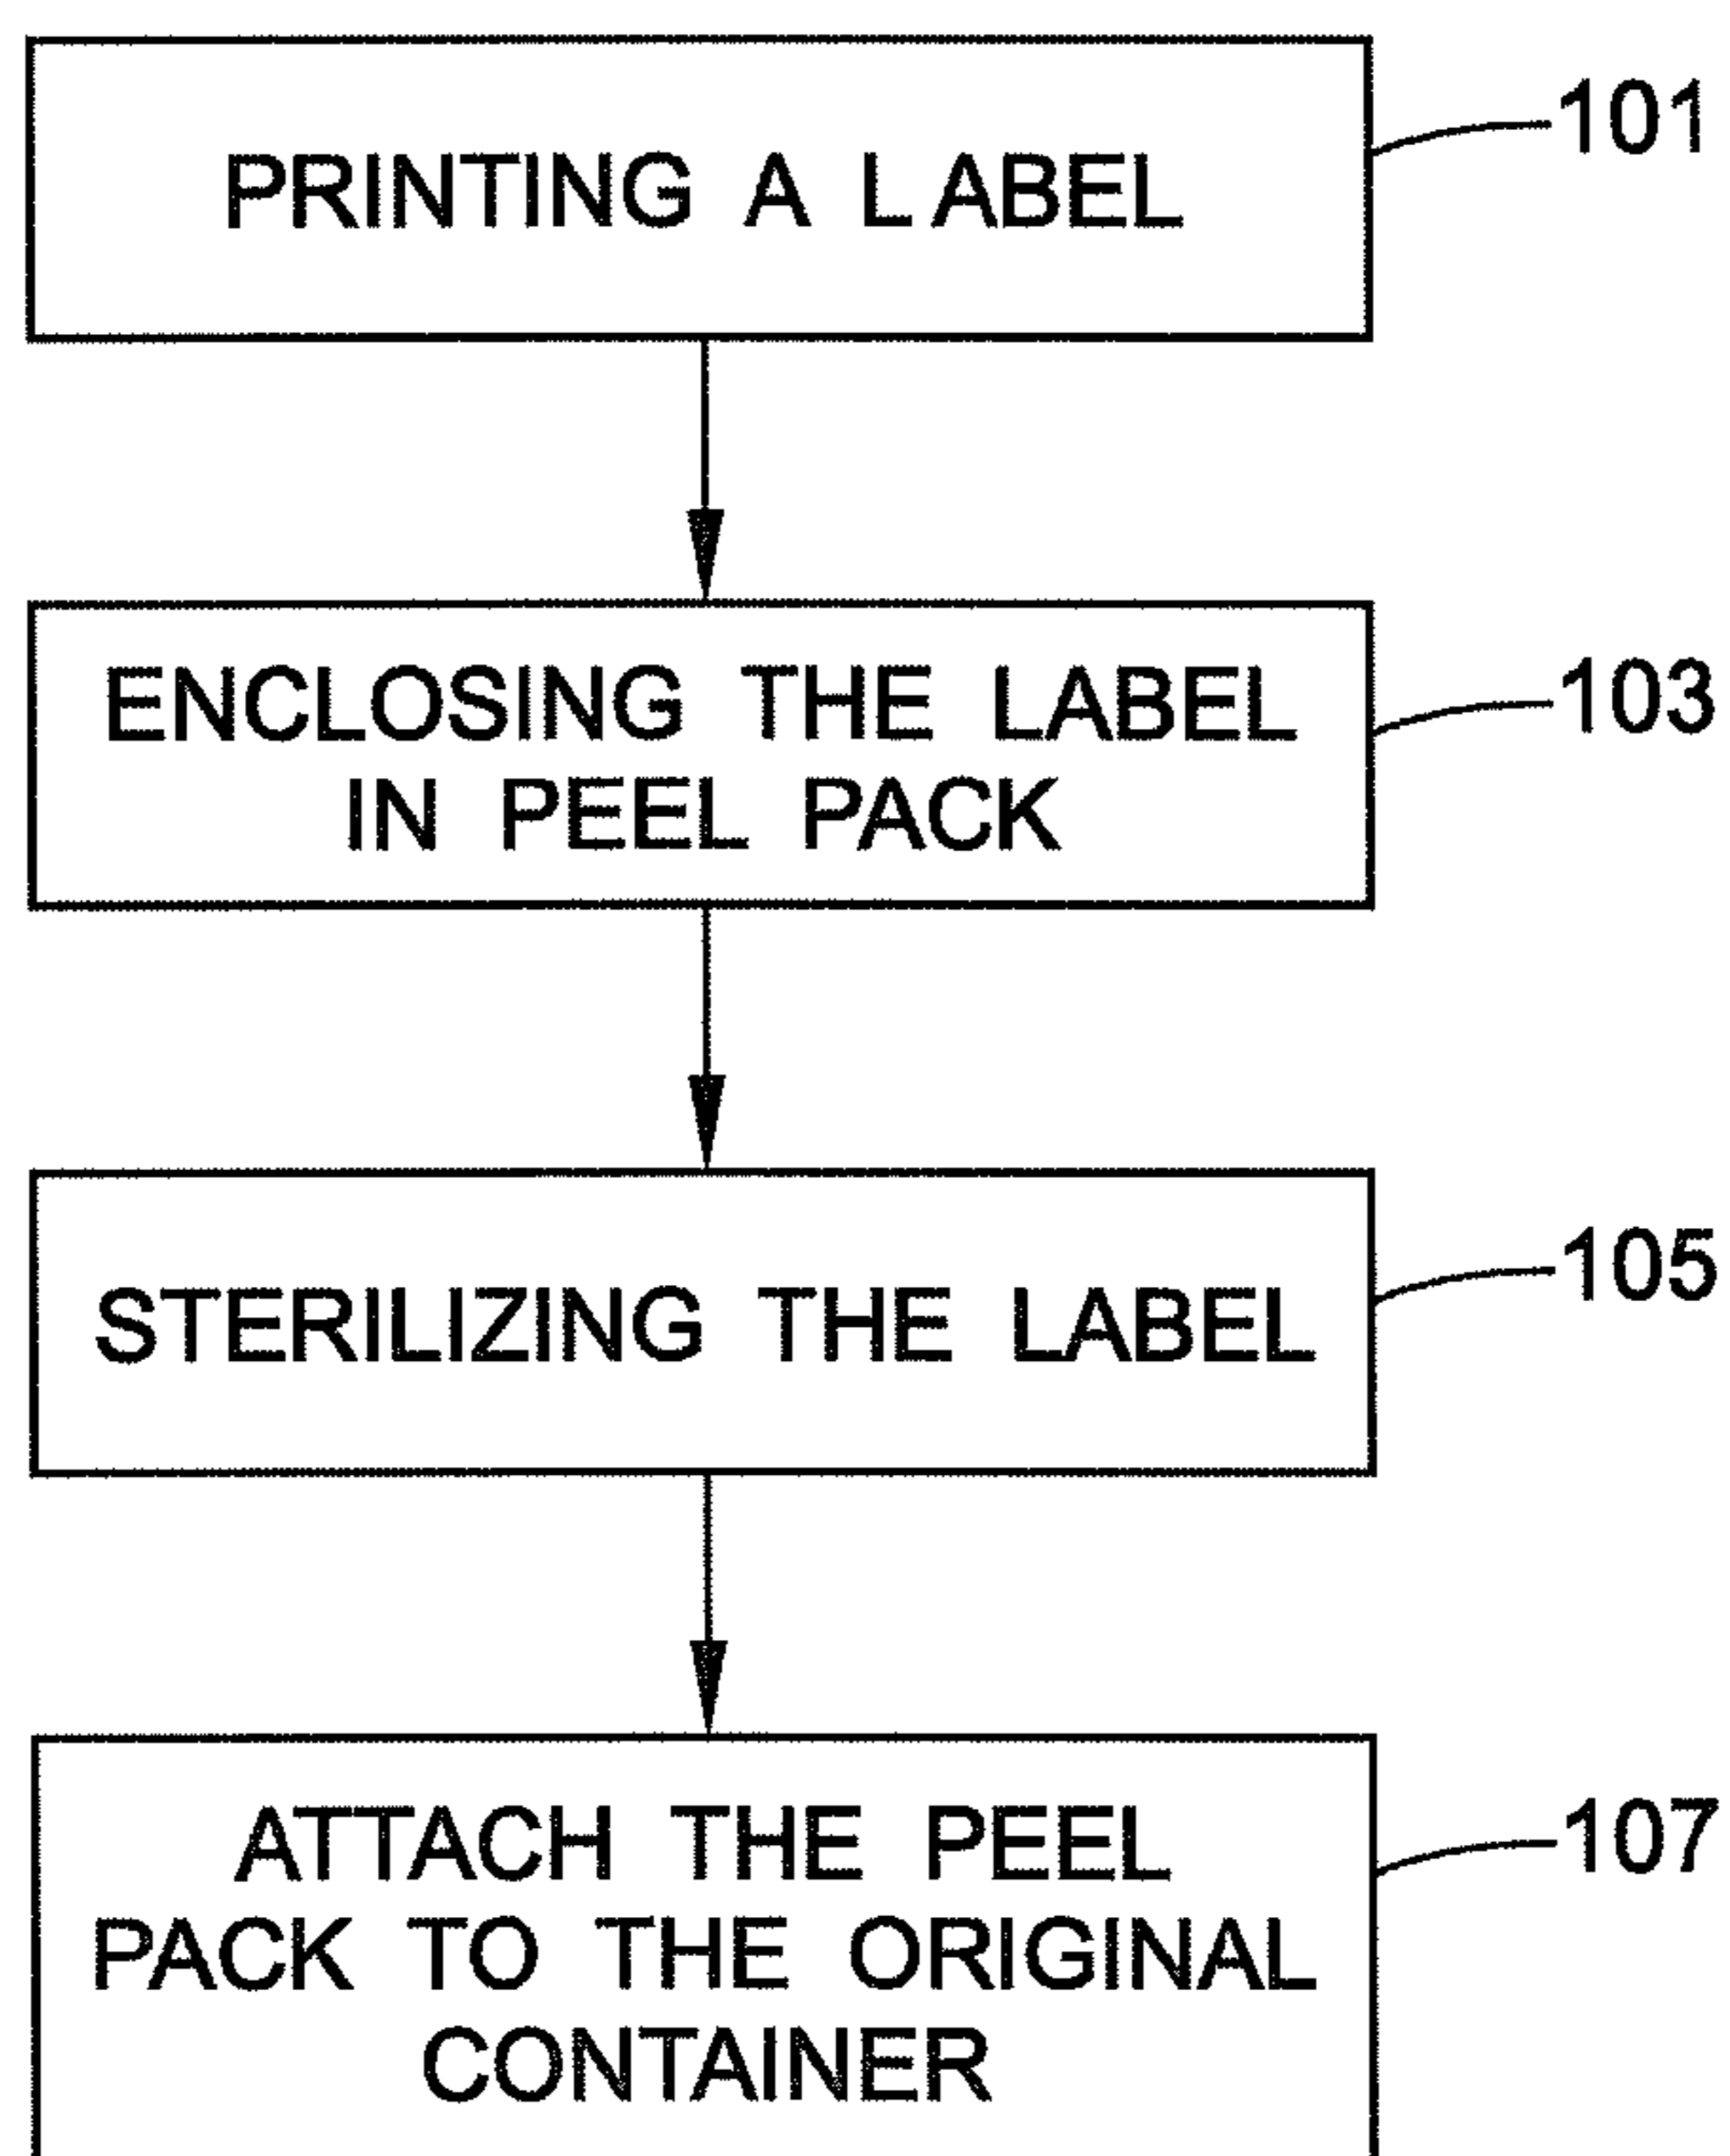 PRINTING A LABEL
101
ENCLOSING THE LABEL
IN PEEL PACK
103
STERILIZING THE LABEL
105
ATTACH THE PEEL
PACK TO THE ORIGINAL
CONTAINER
107